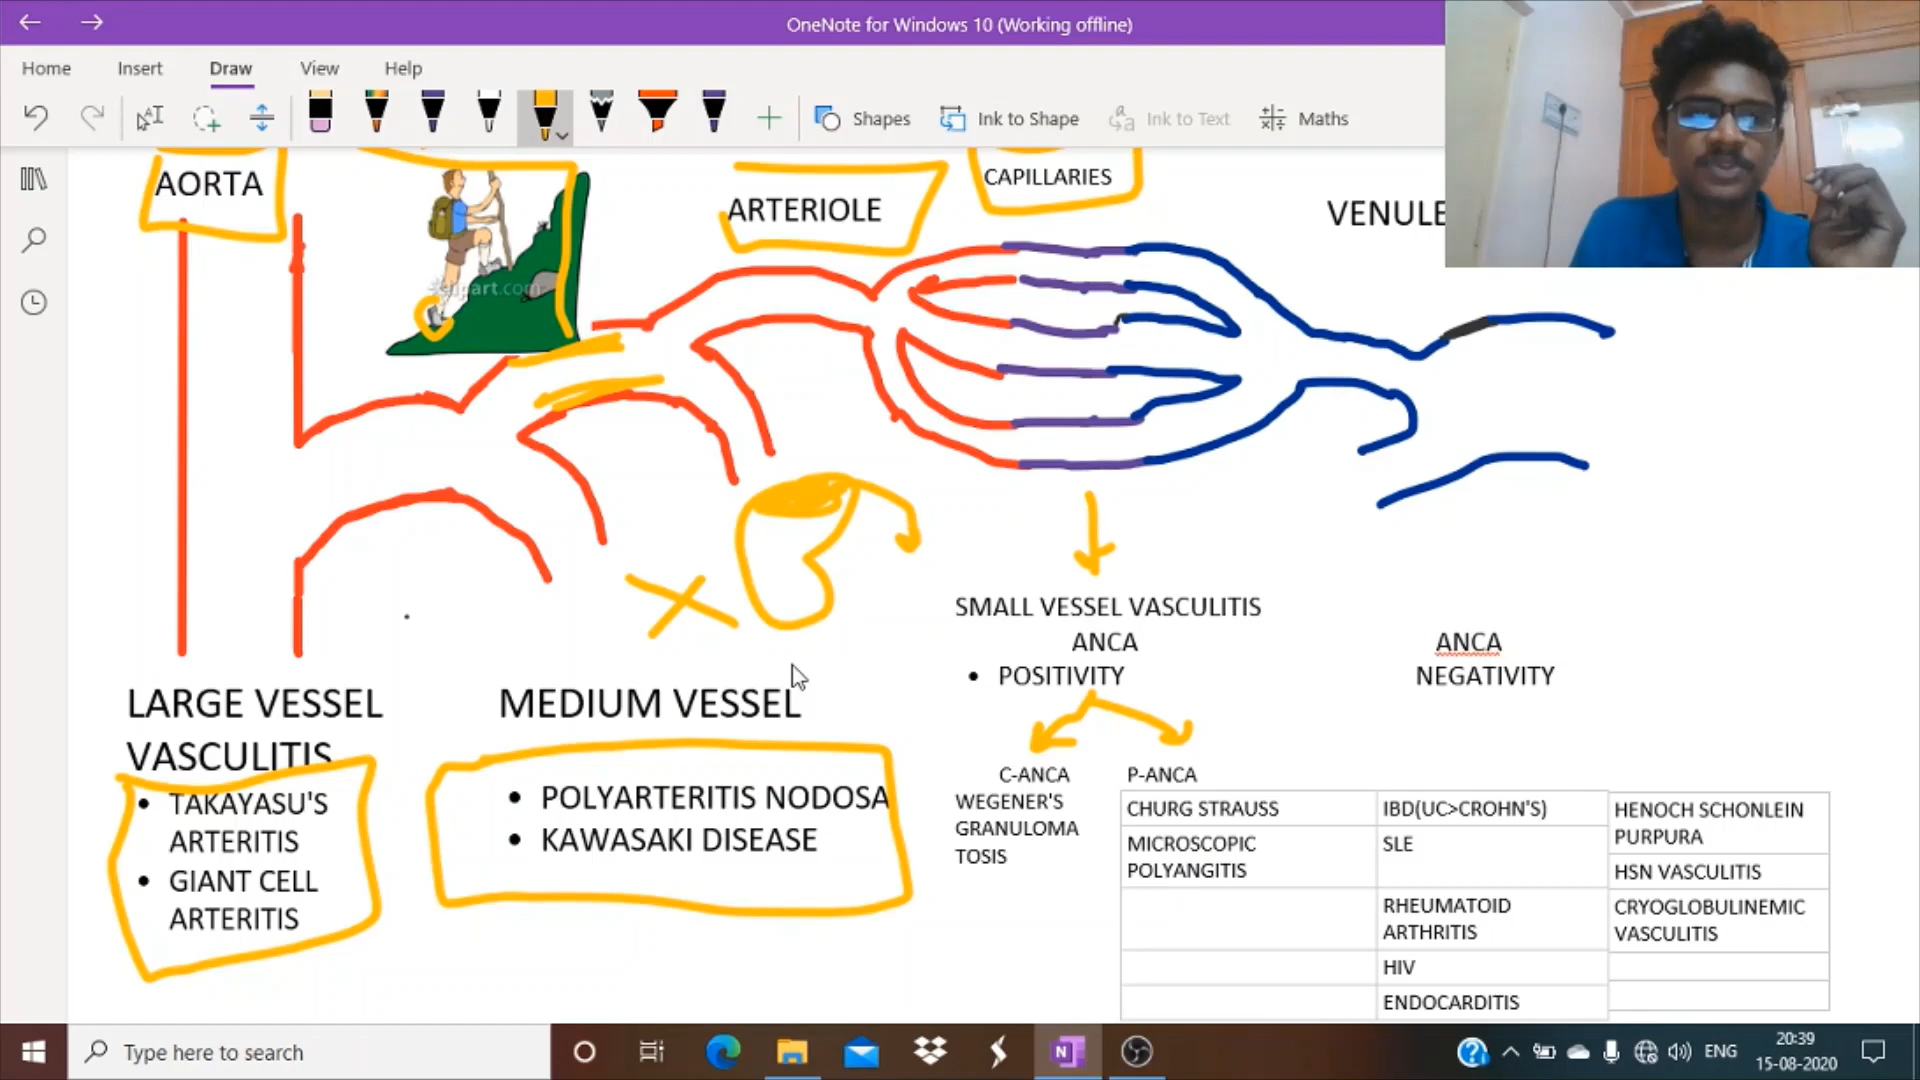 OneNote for Windows 10 (Working offline)
Home Insert Draw View Help
Shapes Ink to Shape Ink to Text Maths
AORTA
ARTERIOLE
CAPILLARIES
VENULE
SMALL VESSEL VASCULITIS
ANCA
• POSITIVITY
ANCA
NEGATIVITY
LARGE VESSEL
VASCULITIS
• TAKAYASU'S
ARTERITIS
• GIANT CELL
ARTERITIS
MEDIUM VESSEL
• POLYARTERITIS NODOSA
• KAWASAKI DISEASE
C-ANCA
WEGENER'S
GRANULOMA
TOSIS
P-ANCA
CHURG STRAUSS
MICROSCOPIC
POLYANGITIS
IBD(UC>CROHN'S)
SLE
RHEUMATOID
ARTHRITIS
HIV
ENDOCARDITIS
HENOCH SCHONLEIN
PURPURA
HSN VASCULITIS
CRYOGLOBULINEMIC
VASCULITIS
Type here to search
ENG
20:39
15-08-2020